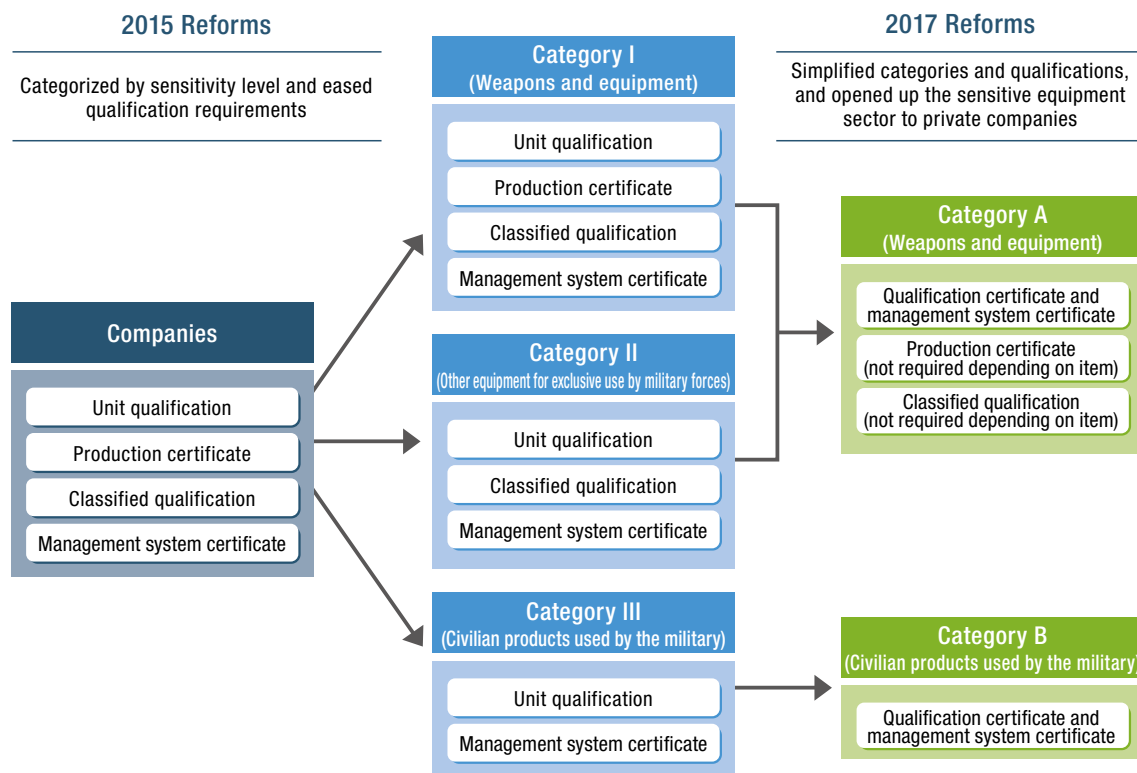 2015 Reforms
Categorized by sensitivity level and eased
qualification requirements
Companies
Unit qualification
Production certificate
Classified qualification
Management system certificate
Category I
(Weapons and equipment)
Unit qualification
Production certificate
Classified qualification
Management system certificate
Category II
(Other equipment for exclusive use by military forces)
Unit qualification
Classified qualification
Management system certificate
Category III
(Civilian products used by the military)
Unit qualification
Management system certificate
2017 Reforms
Simplified categories and qualifications,
and opened up the sensitive equipment
sector to private companies
Category A
(Weapons and equipment)
Qualification certificate and
management system certificate
Production certificate
(not required depending on item)
Classified qualification
(not required depending on item)
Category B
(Civilian products used by the military)
Qualification certificate and
management system certificate